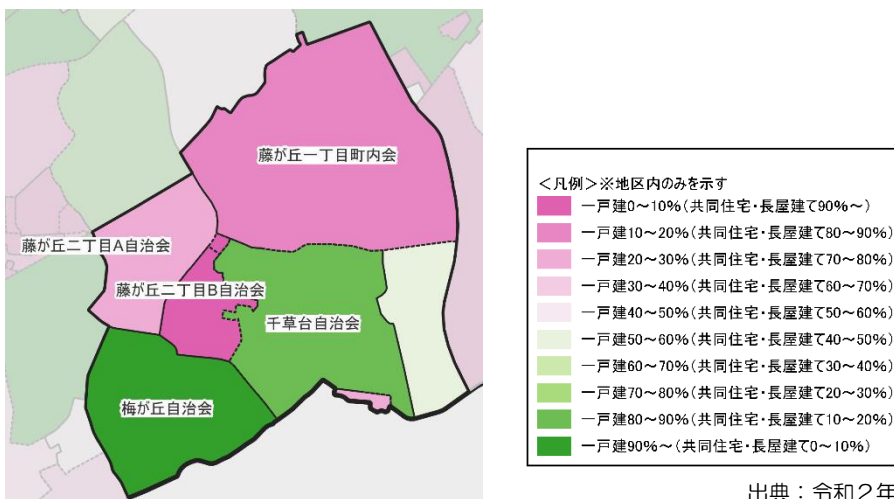 藤が丘一丁目町内会
藤が丘二丁目A自治会
藤が丘二丁目B自治会
千草台自治会
梅が丘自治会
<凡例>※地区内のみを示す
一戸建0~10%(共同住宅・長屋建て90%~)
一戸建10~20%(共同住宅・長屋建て80~90%)
一戸建20~30%(共同住宅・長屋建て70~80%)
一戸建30~40%(共同住宅・長屋建て60~70%)
一戸建40~50%(共同住宅・長屋建て50~60%)
一戸建50~60%(共同住宅・長屋建て40~50%)
一戸建60~70%(共同住宅・長屋建て30~40%)
一戸建70~80%(共同住宅・長屋建て20~30%)
一戸建80~90%(共同住宅・長屋建て10~20%)
一戸建90%~(共同住宅・長屋建て0~10%)
出典:令和2年